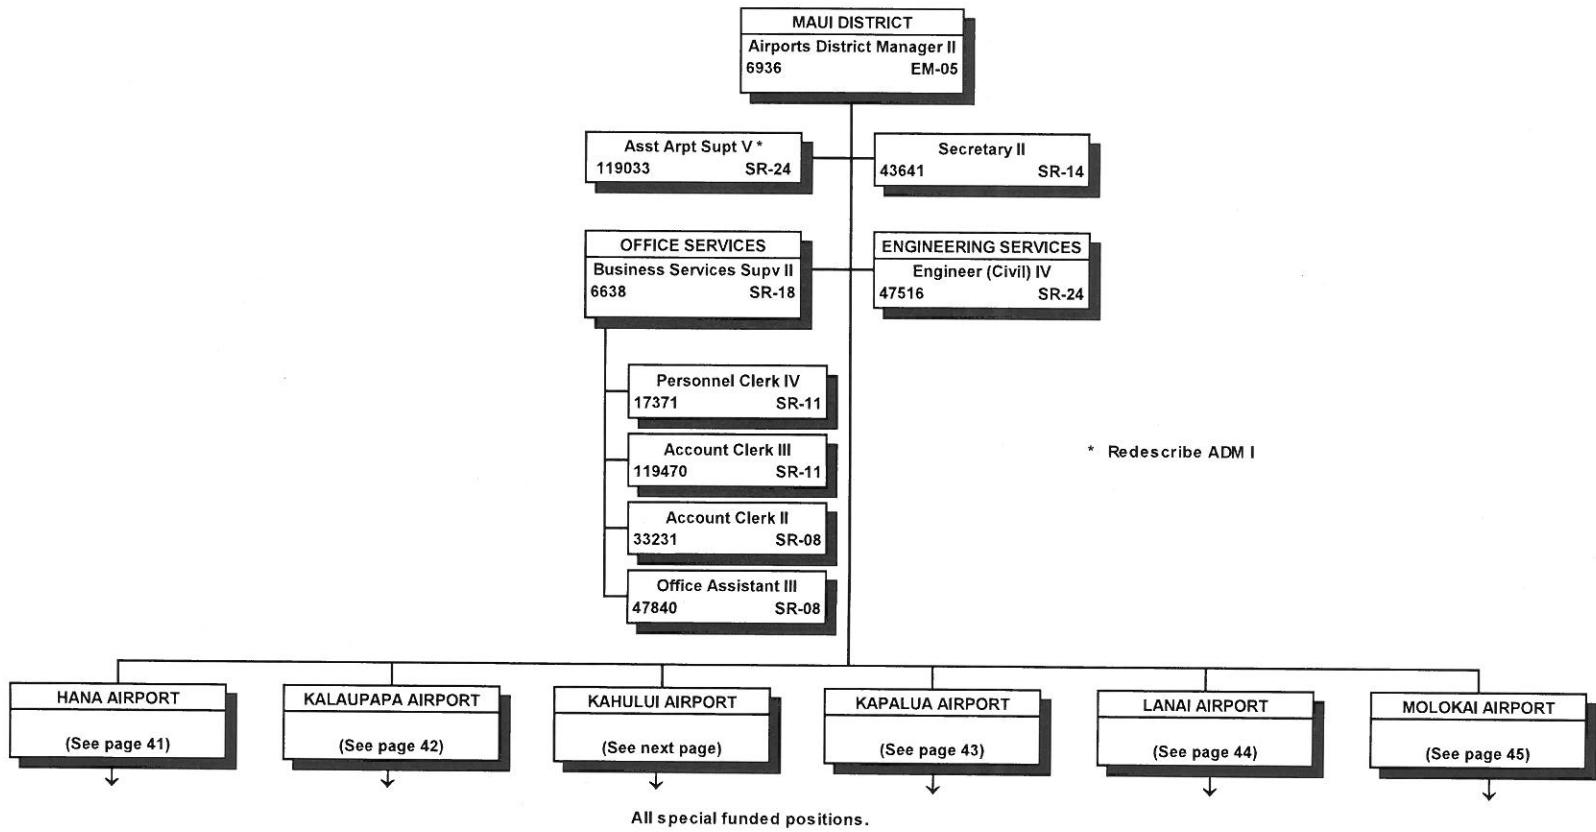 MAUI DISTRICT
Airports District Manager II
6936 EM-05
Asst Arpt Supt V *
119033 SR-24
Secretary II
43641 SR-14
OFFICE SERVICES
Business Services Supv II
6638 SR-18
ENGINEERING SERVICES
Engineer (Civil) IV
47516 SR-24
Personnel Clerk IV
17371 SR-11
Account Clerk III
119470 SR-11
Account Clerk II
33231 SR-08
Office Assistant III
47840 SR-08
* Redescribe ADM I
HANA AIRPORT
(See page 41)
KALAUPAPA AIRPORT
(See page 42)
KAHULUI AIRPORT
(See next page)
KAPALUA AIRPORT
(See page 43)
LANAI AIRPORT
(See page 44)
MOLOKAI AIRPORT
(See page 45)
All special funded positions.